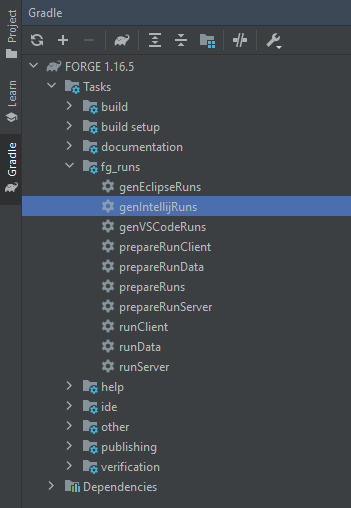 Gradle
FORGE 1.16.5
Tasks
build
build setup
documentation
fg_runs
genEclipseRuns
genIntellijRuns
genVSCodeRuns
prepareRunClient
prepareRunData
prepareRuns
prepareRunServer
runClient
runData
runServer
help
ide
other
publishing
verification
Dependencies
Project
Learn
Gradle